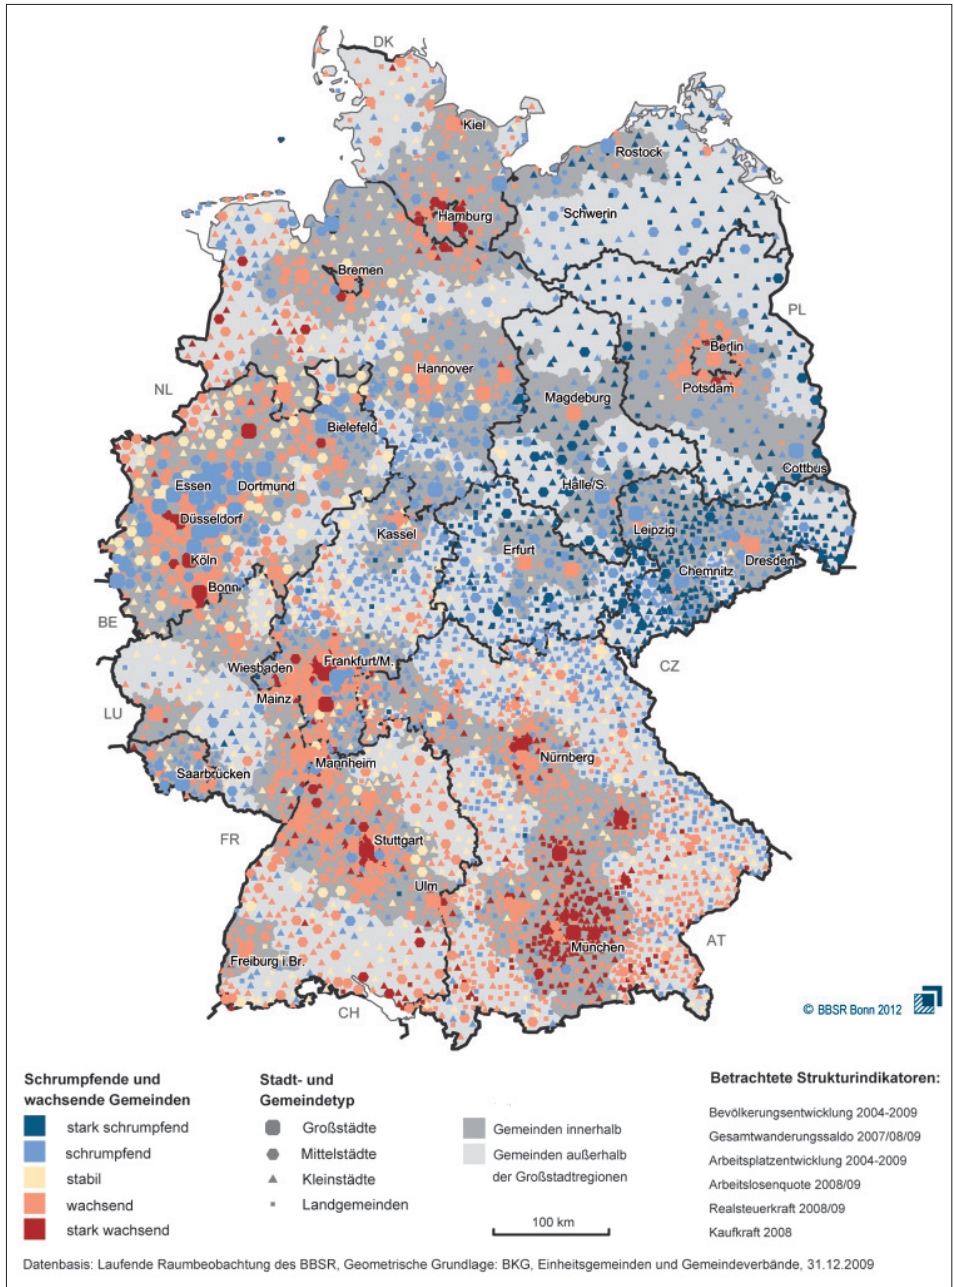 DK
Kiel
Rostock
Hamburg
Schwerin
Bremen
PL
Berlin
NL
Hannover
Potsdam
Magdeburg
Bielefeld
Cottbus
Essen
Dortmund
Halle/S.
Düsseldorf
Leipzig
Kassel
Erfurt
Köln
Dresden
Chemnitz
Bonn
BE
CZ
Wiesbaden
Frankfurt/M.
Mainz
LU
Nürnberg
Mannheim
Saarbrücken
FR
Stuttgart
Ulm
AT
München
Freiburg i.Br.
CH
© BBSR Bonn 2012
Schrumpfende und
wachsende Gemeinden
stark schrumpfend
schrumpfend
stabil
wachsend
stark wachsend
Stadt- und
Gemeindetyp
Großstädte
Mittelstädte
Kleinstädte
Landgemeinden
Gemeinden innerhalb
Gemeinden außerhalb
der Großstadtregionen
100 km
Betrachtete Strukturindikatoren:
Bevölkerungsentwicklung 2004-2009
Gesamtwanderungssaldo 2007/08/09
Arbeitsplatzentwicklung 2004-2009
Arbeitslosenquote 2008/09
Realsteuerkraft 2008/09
Kaufkraft 2008
Datenbasis: Laufende Raumbeobachtung des BBSR, Geometrische Grundlage: BKG, Einheitsgemeinden und Gemeindeverbände, 31.12.2009